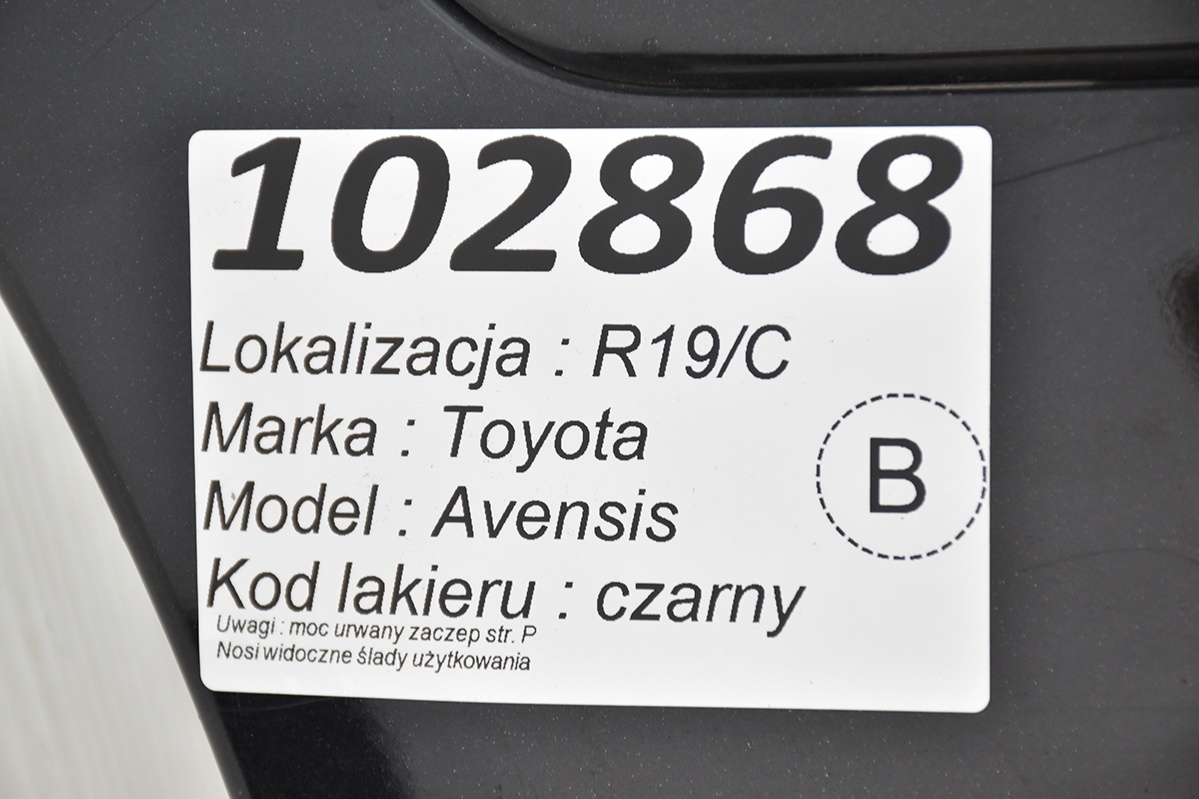 102868
Lokalizacja : R19/C
Marka : Toyota
Model : Avensis
B
Kod lakieru : czarny
Uwagi : moc urwany zaczep str. P
Nosi widoczne ślady użytkowania